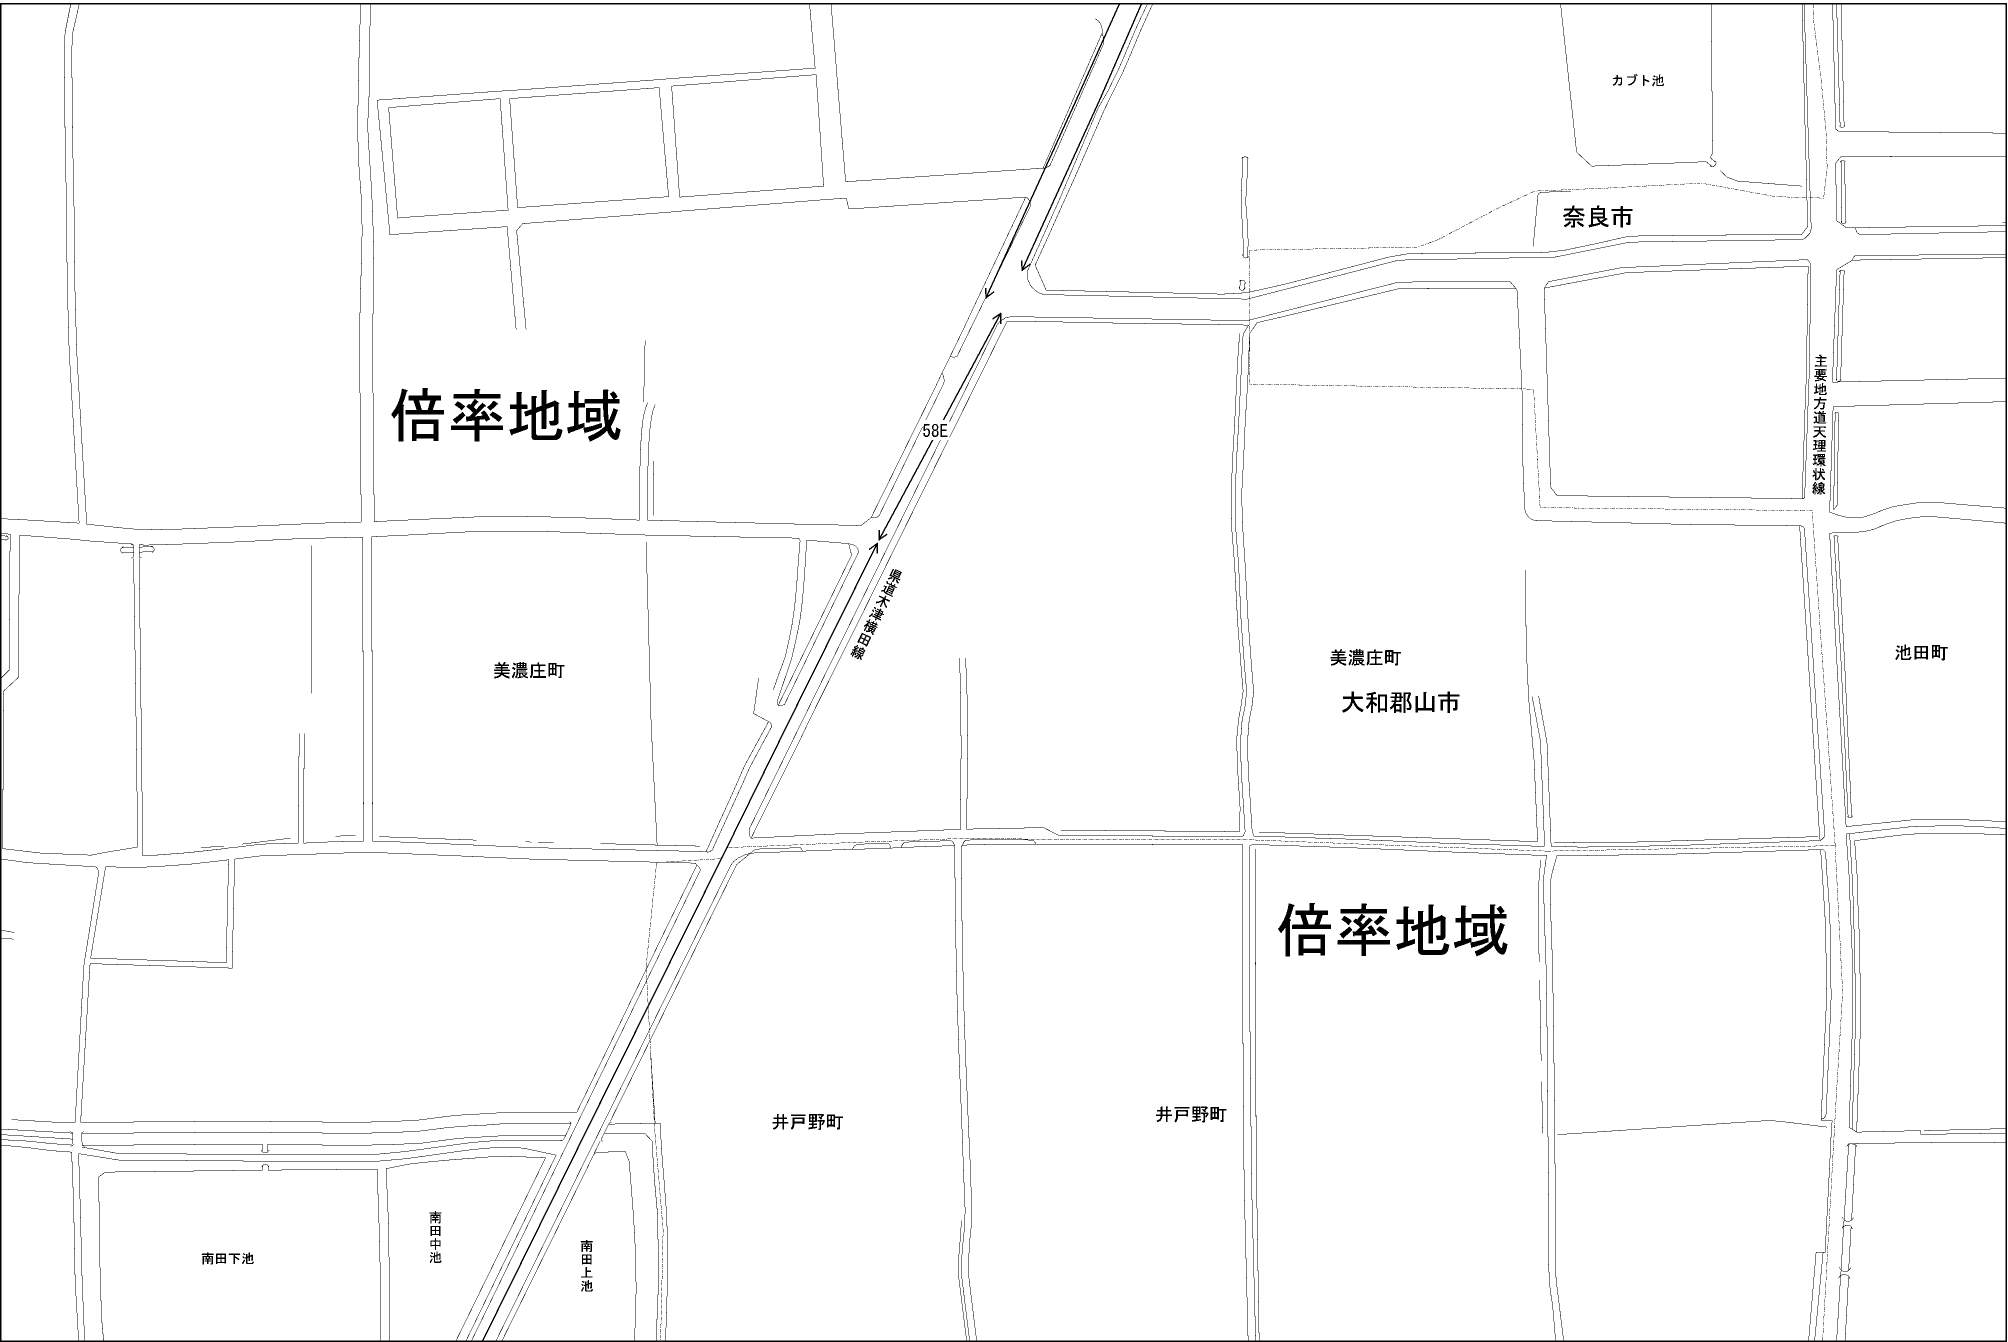 カブト池
奈良市
倍率地域
58E
主要地方道天理環状線
県道木津横田線
美濃庄町
美濃庄町
池田町
大和郡山市
倍率地域
井戸野町
井戸野町
南田中池
南田下池
南田上池